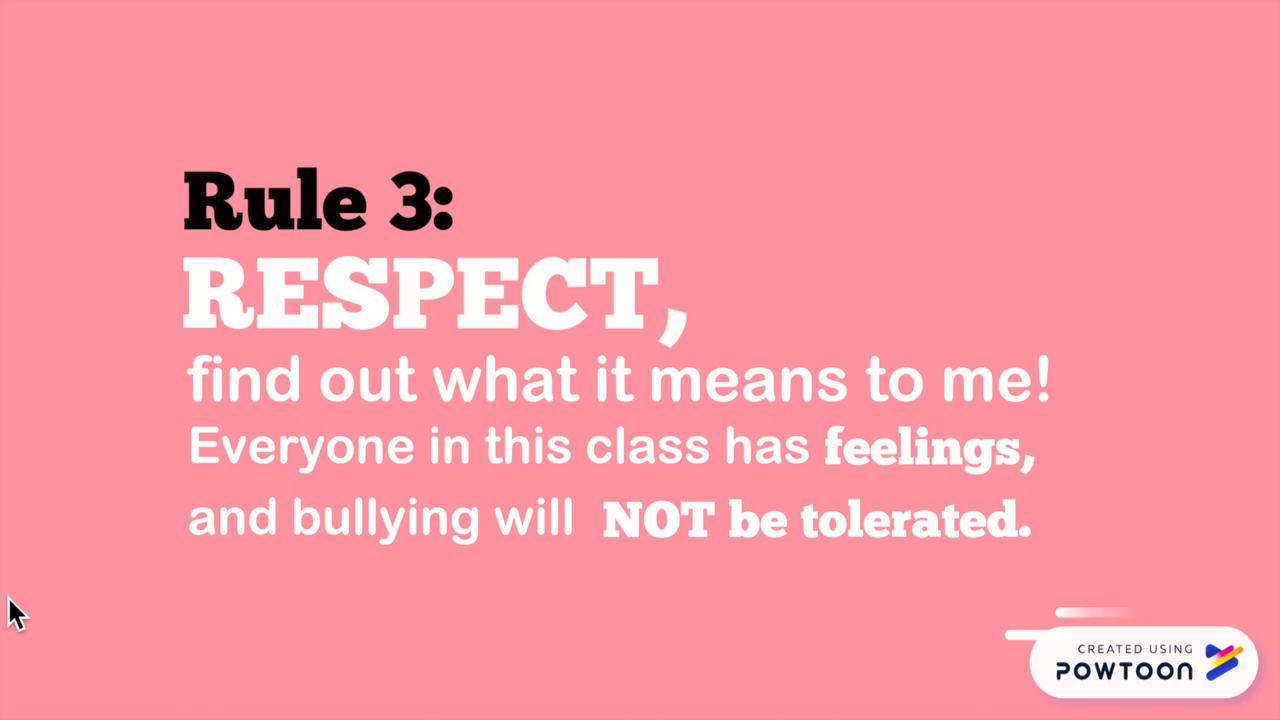 Rule 3:
RESPECT,
find out what it means to me!
Everyone in this class has feelings,
and bullying will NOT be tolerated.
CREATED USING
POWTOON